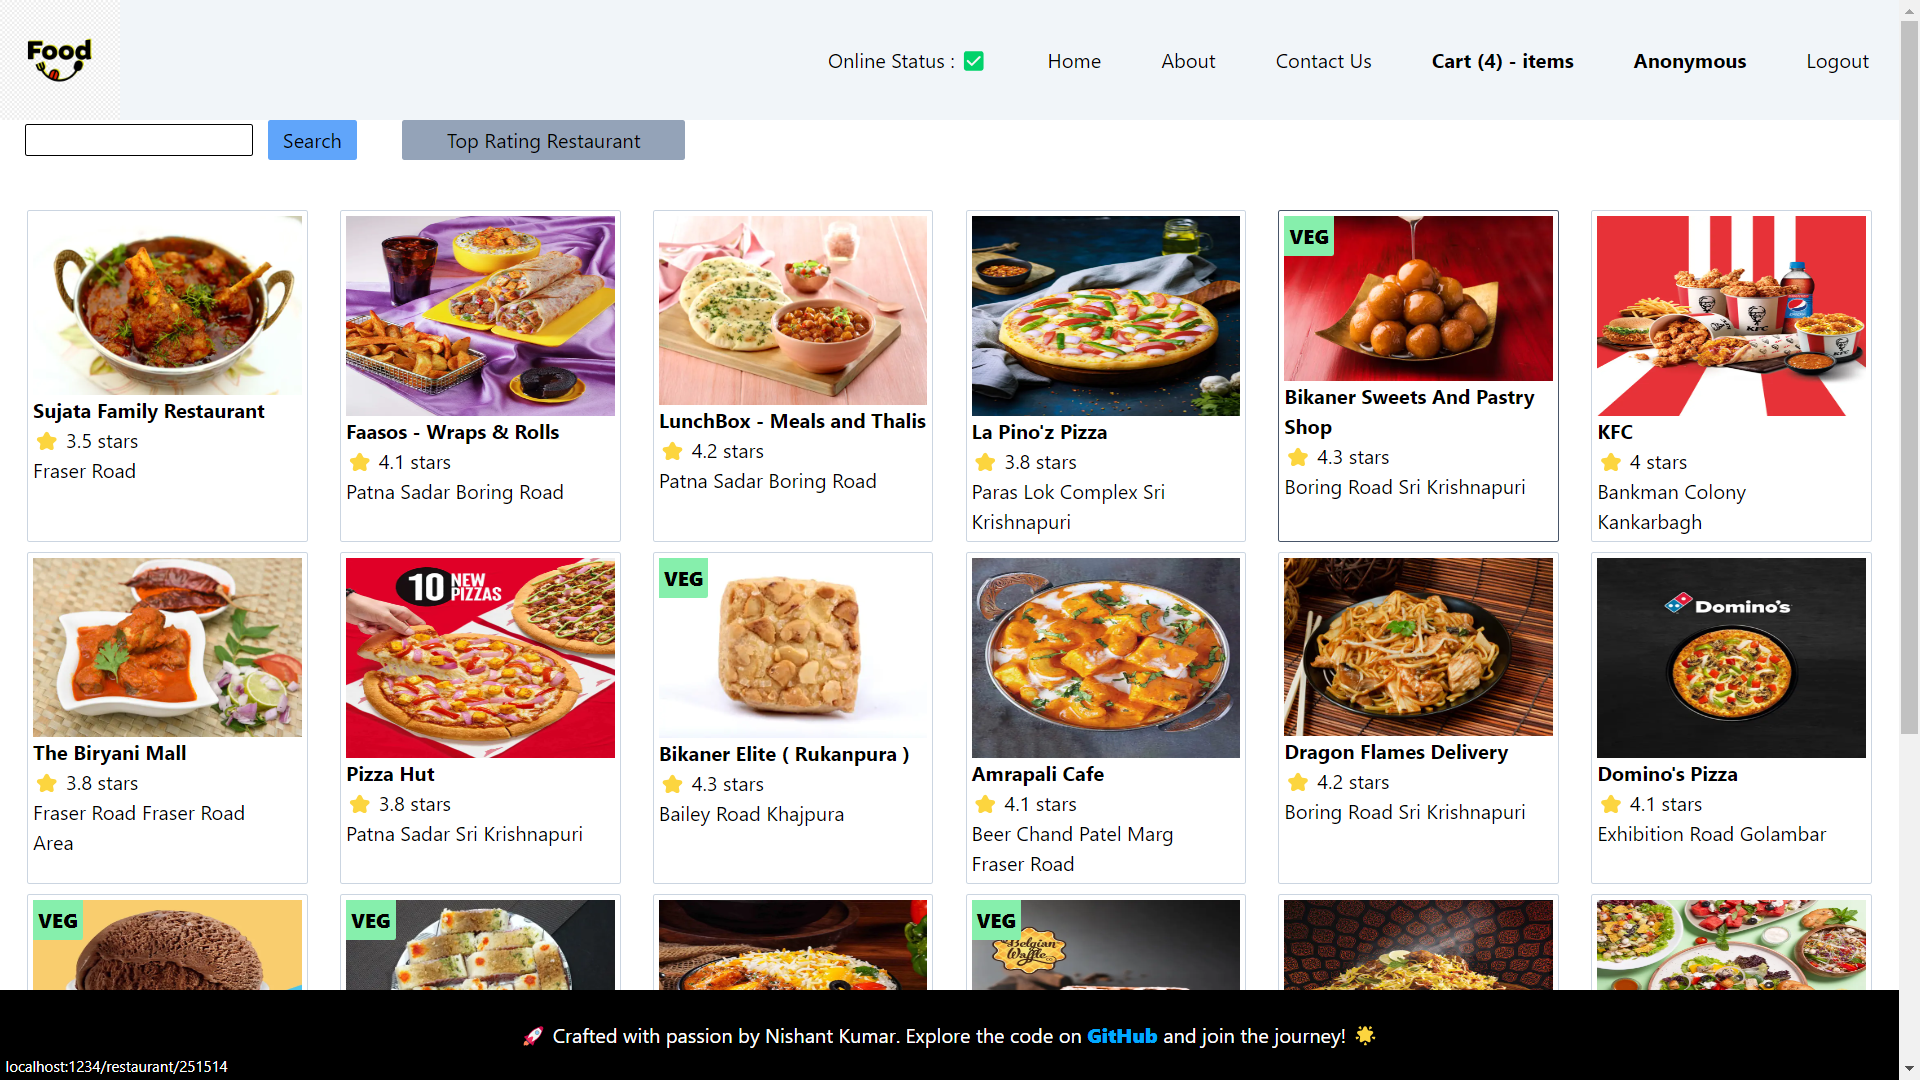 Food
Online Status : ✅
Home
About
Contact Us
Cart (4) - items
Anonymous
Logout
Search
Top Rating Restaurant
Sujata Family Restaurant
⭐ 3.5 stars
Fraser Road
Faasos - Wraps & Rolls
⭐ 4.1 stars
Patna Sadar Boring Road
LunchBox - Meals and Thalis
⭐ 4.2 stars
Patna Sadar Boring Road
La Pino'z Pizza
⭐ 3.8 stars
Paras Lok Complex Sri
Krishnapuri
VEG
Bikaner Sweets And Pastry
Shop
⭐ 4.3 stars
Boring Road Sri Krishnapuri
KFC
KFC
KFC
⭐ 4 stars
Bankman Colony
Kankarbagh
The Biryani Mall
⭐ 3.8 stars
Fraser Road Fraser Road
Area
10 NEW
PIZZAS
Pizza Hut
⭐ 3.8 stars
Patna Sadar Sri Krishnapuri
VEG
Bikaner Elite ( Rukanpura )
⭐ 4.3 stars
Bailey Road Khajpura
Amrapali Cafe
⭐ 4.1 stars
Beer Chand Patel Marg
Fraser Road
Dragon Flames Delivery
⭐ 4.2 stars
Boring Road Sri Krishnapuri
Domino's
Domino's Pizza
⭐ 4.1 stars
Exhibition Road Golambar
VEG
VEG
VEG
Belgian
Waffle
🚀 Crafted with passion by Nishant Kumar. Explore the code on GitHub and join the journey! 🌟
localhost:1234/restaurant/251514